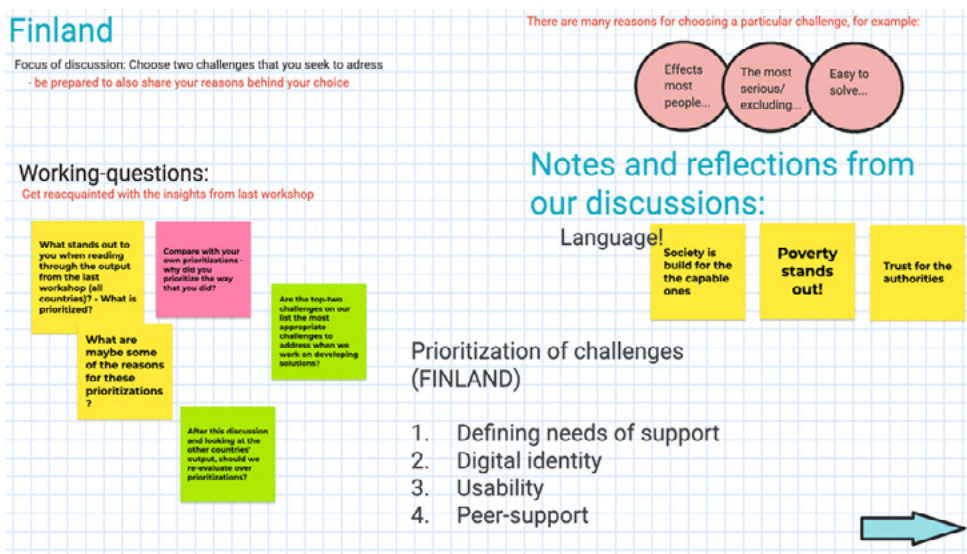 Finland
Focus of discussion: Choose two challenges that you seek to adress
- be prepared to also share your reasons behind your choice
There are many reasons for choosing a particular challenge, for example:
Effects
most
people...
The most
serious/
excluding...
Easy to
solve...
Working-questions:
Get reacquainted with the insights from last workshop
What stands out to
you when reading
through the output
from the last
workshop (all
countries)? - What is
prioritized?
Compare with your
own prioritizations -
why did you
prioritize the way
that you did?
Are the top-two
challenges on our
list the most
appropriate
challenges to
address when we
work on developing
solutions?
What are
maybe some
of the reasons
for these
prioritizations
?
After this discussion
and looking at the
other countries'
output, should we
re-evaluate over
prioritizations?
Notes and reflections from
our discussions:
Language!
Society is
build for the
the capable
ones
Poverty
stands
out!
Trust for the
authorities
Prioritization of challenges
(FINLAND)
1. Defining needs of support
2. Digital identity
3. Usability
4. Peer-support